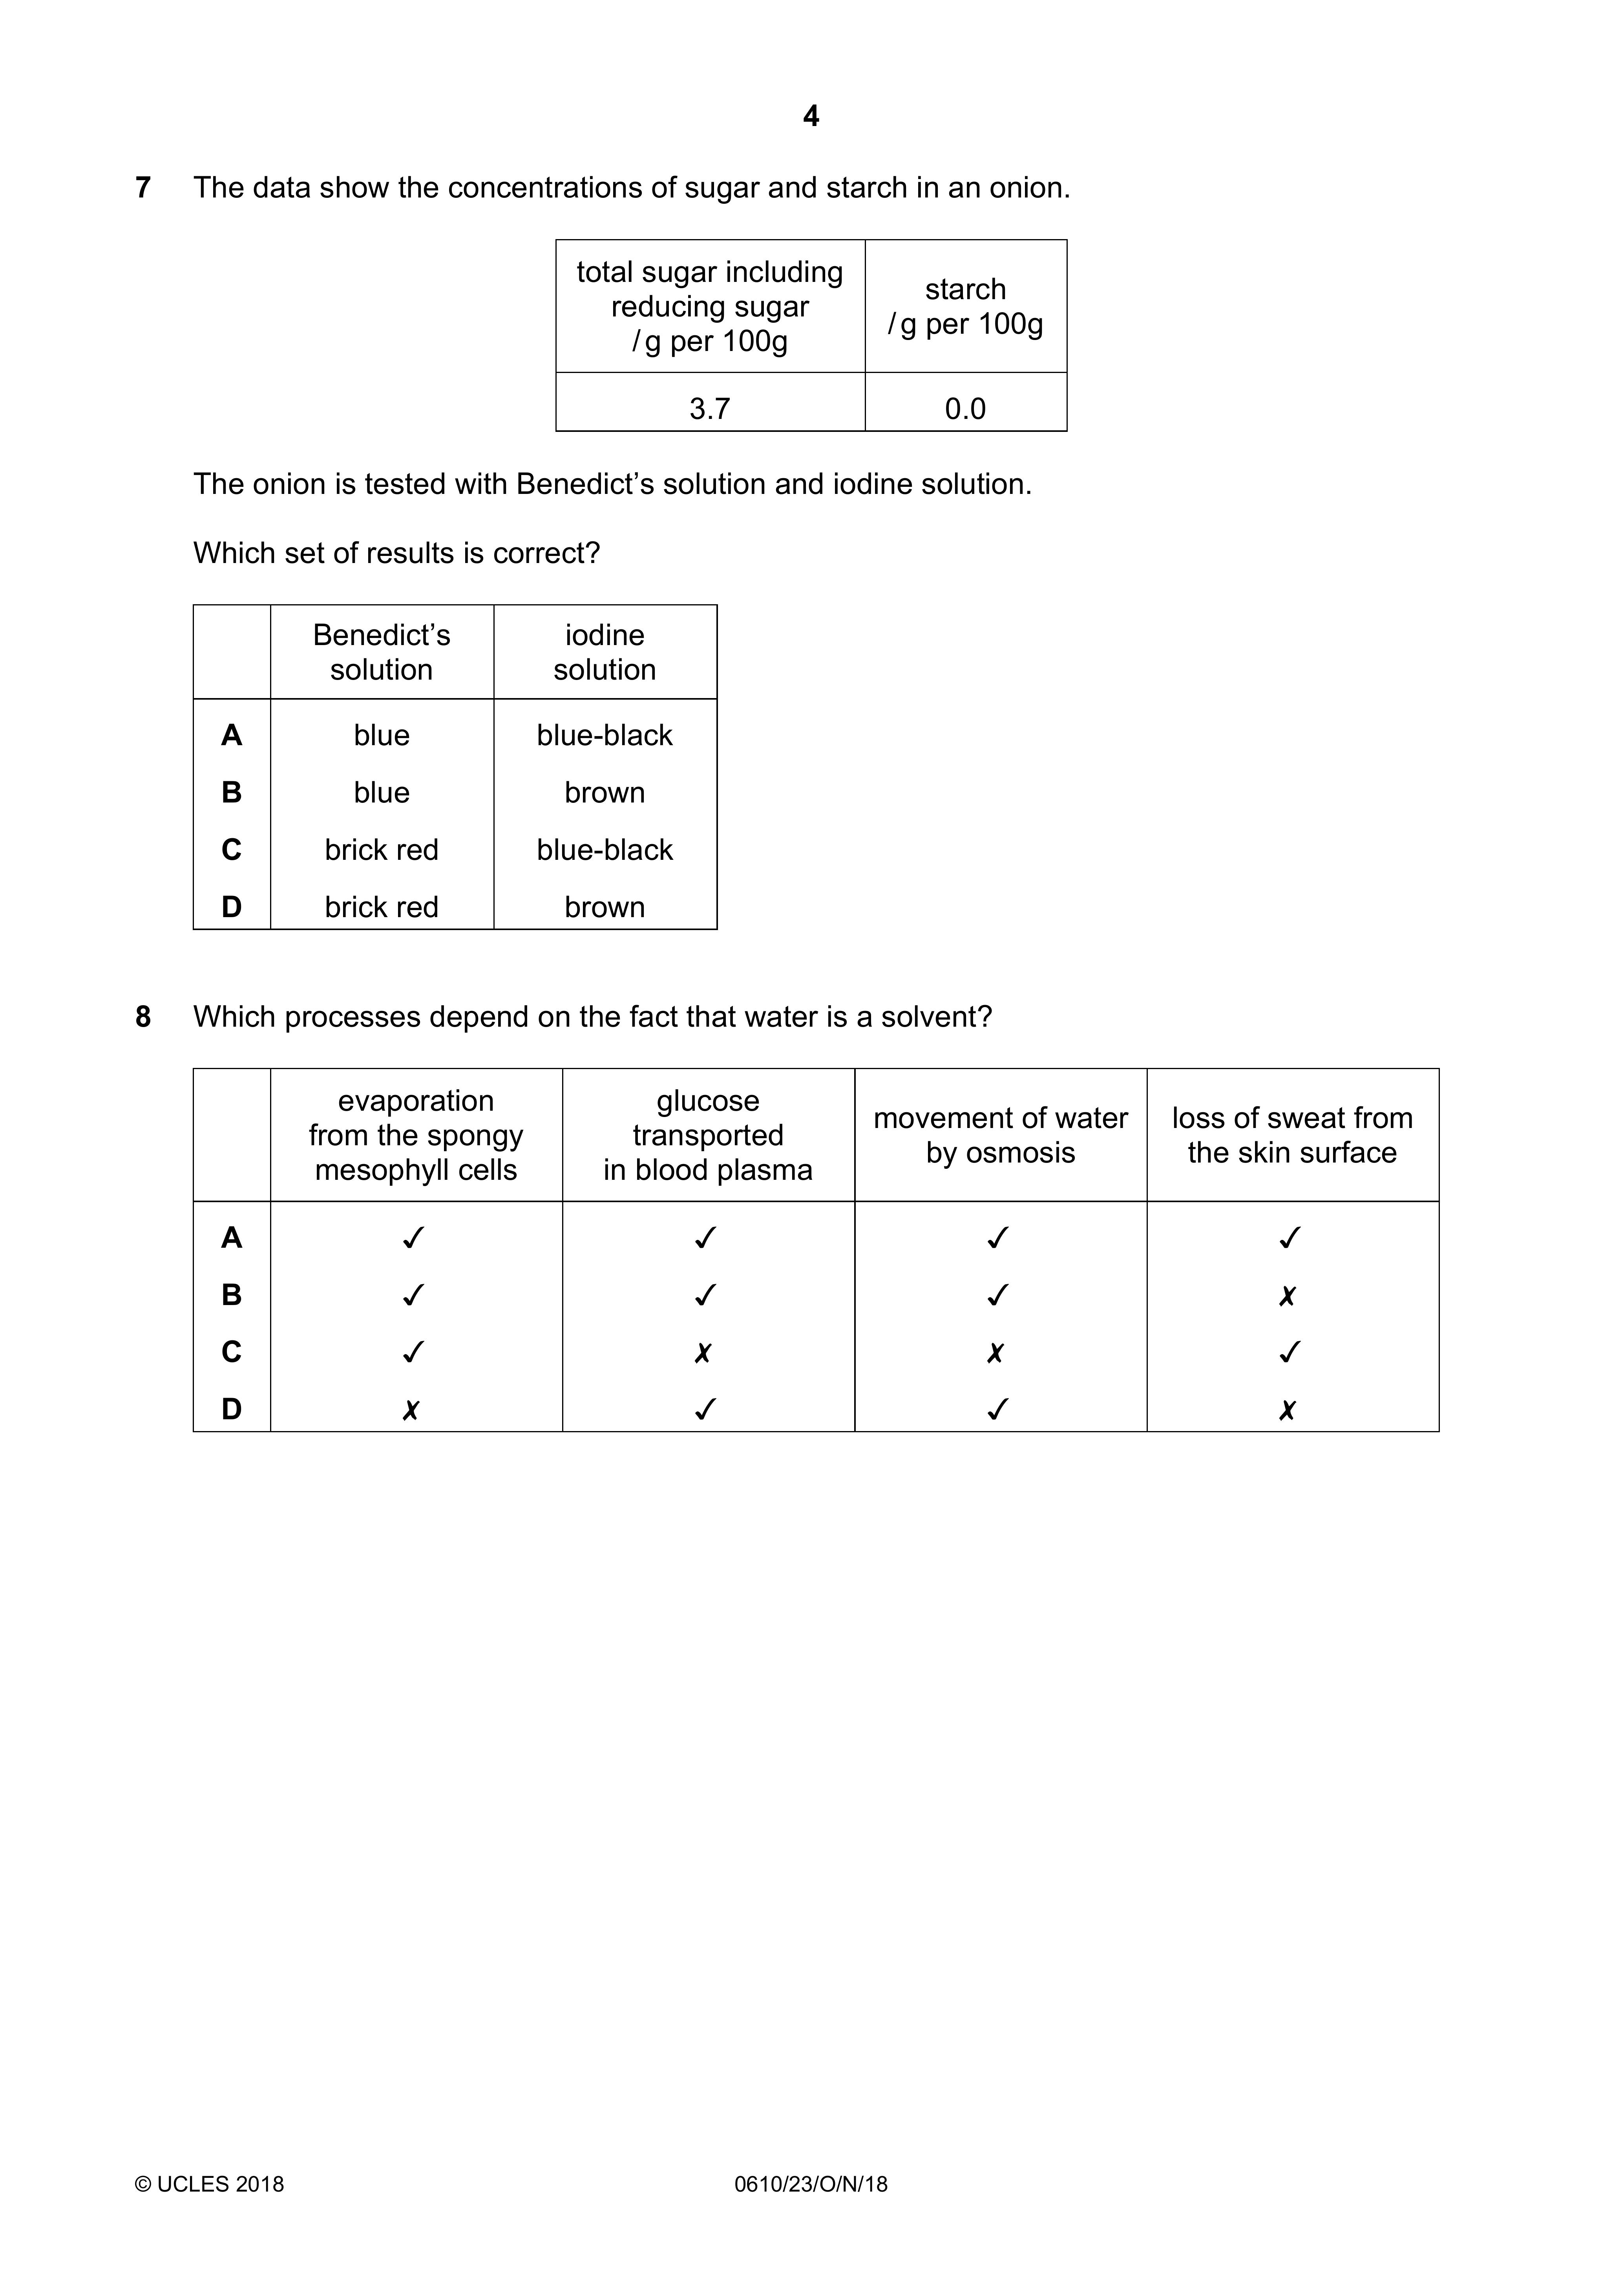 4
7 The data show the concentrations of sugar and starch in an onion.
total sugar including
reducing sugar
/ g per 100g
starch
/ g per 100g
3.7 0.0
The onion is tested with Benedict’s solution and iodine solution.
Which set of results is correct?
Benedict’s
solution
iodine
solution
A blue blue-black
B blue brown
C brick red blue-black
D brick red brown
8 Which processes depend on the fact that water is a solvent?
evaporation
from the spongy
mesophyll cells
glucose
transported
in blood plasma
movement of water
by osmosis
loss of sweat from
the skin surface
A ✓ ✓ ✓ ✓
B ✓ ✓ ✓ ✗
C ✓ ✗ ✗ ✓
D ✗ ✓ ✓ ✗
© UCLES 2018 0610/23/O/N/18